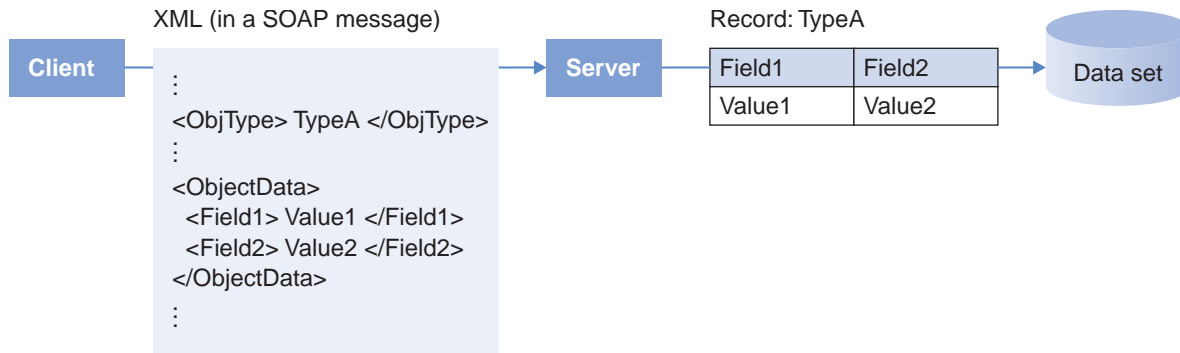 XML (in a SOAP message)
Record: TypeA
Client
Server
Field1 Field2
Value1 Value2
Data set
⋮
<ObjType> TypeA </ObjType>
⋮
<ObjectData>
<Field1> Value1 </Field1>
<Field2> Value2 </Field2>
</ObjectData>
⋮